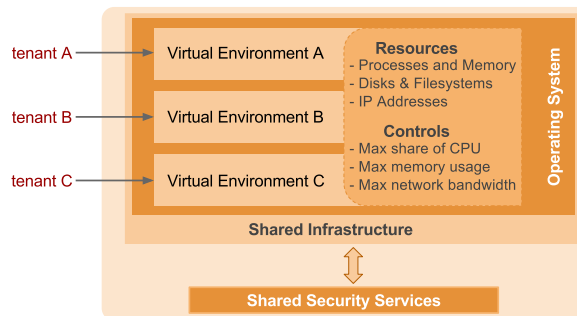 tenant A
Virtual Environment A
tenant B
Virtual Environment B
tenant C
Virtual Environment C
Resources
- Processes and Memory
- Disks & Filesystems
- IP Addresses
Controls
- Max share of CPU
- Max memory usage
- Max network bandwidth
Operating System
Shared Infrastructure
Shared Security Services